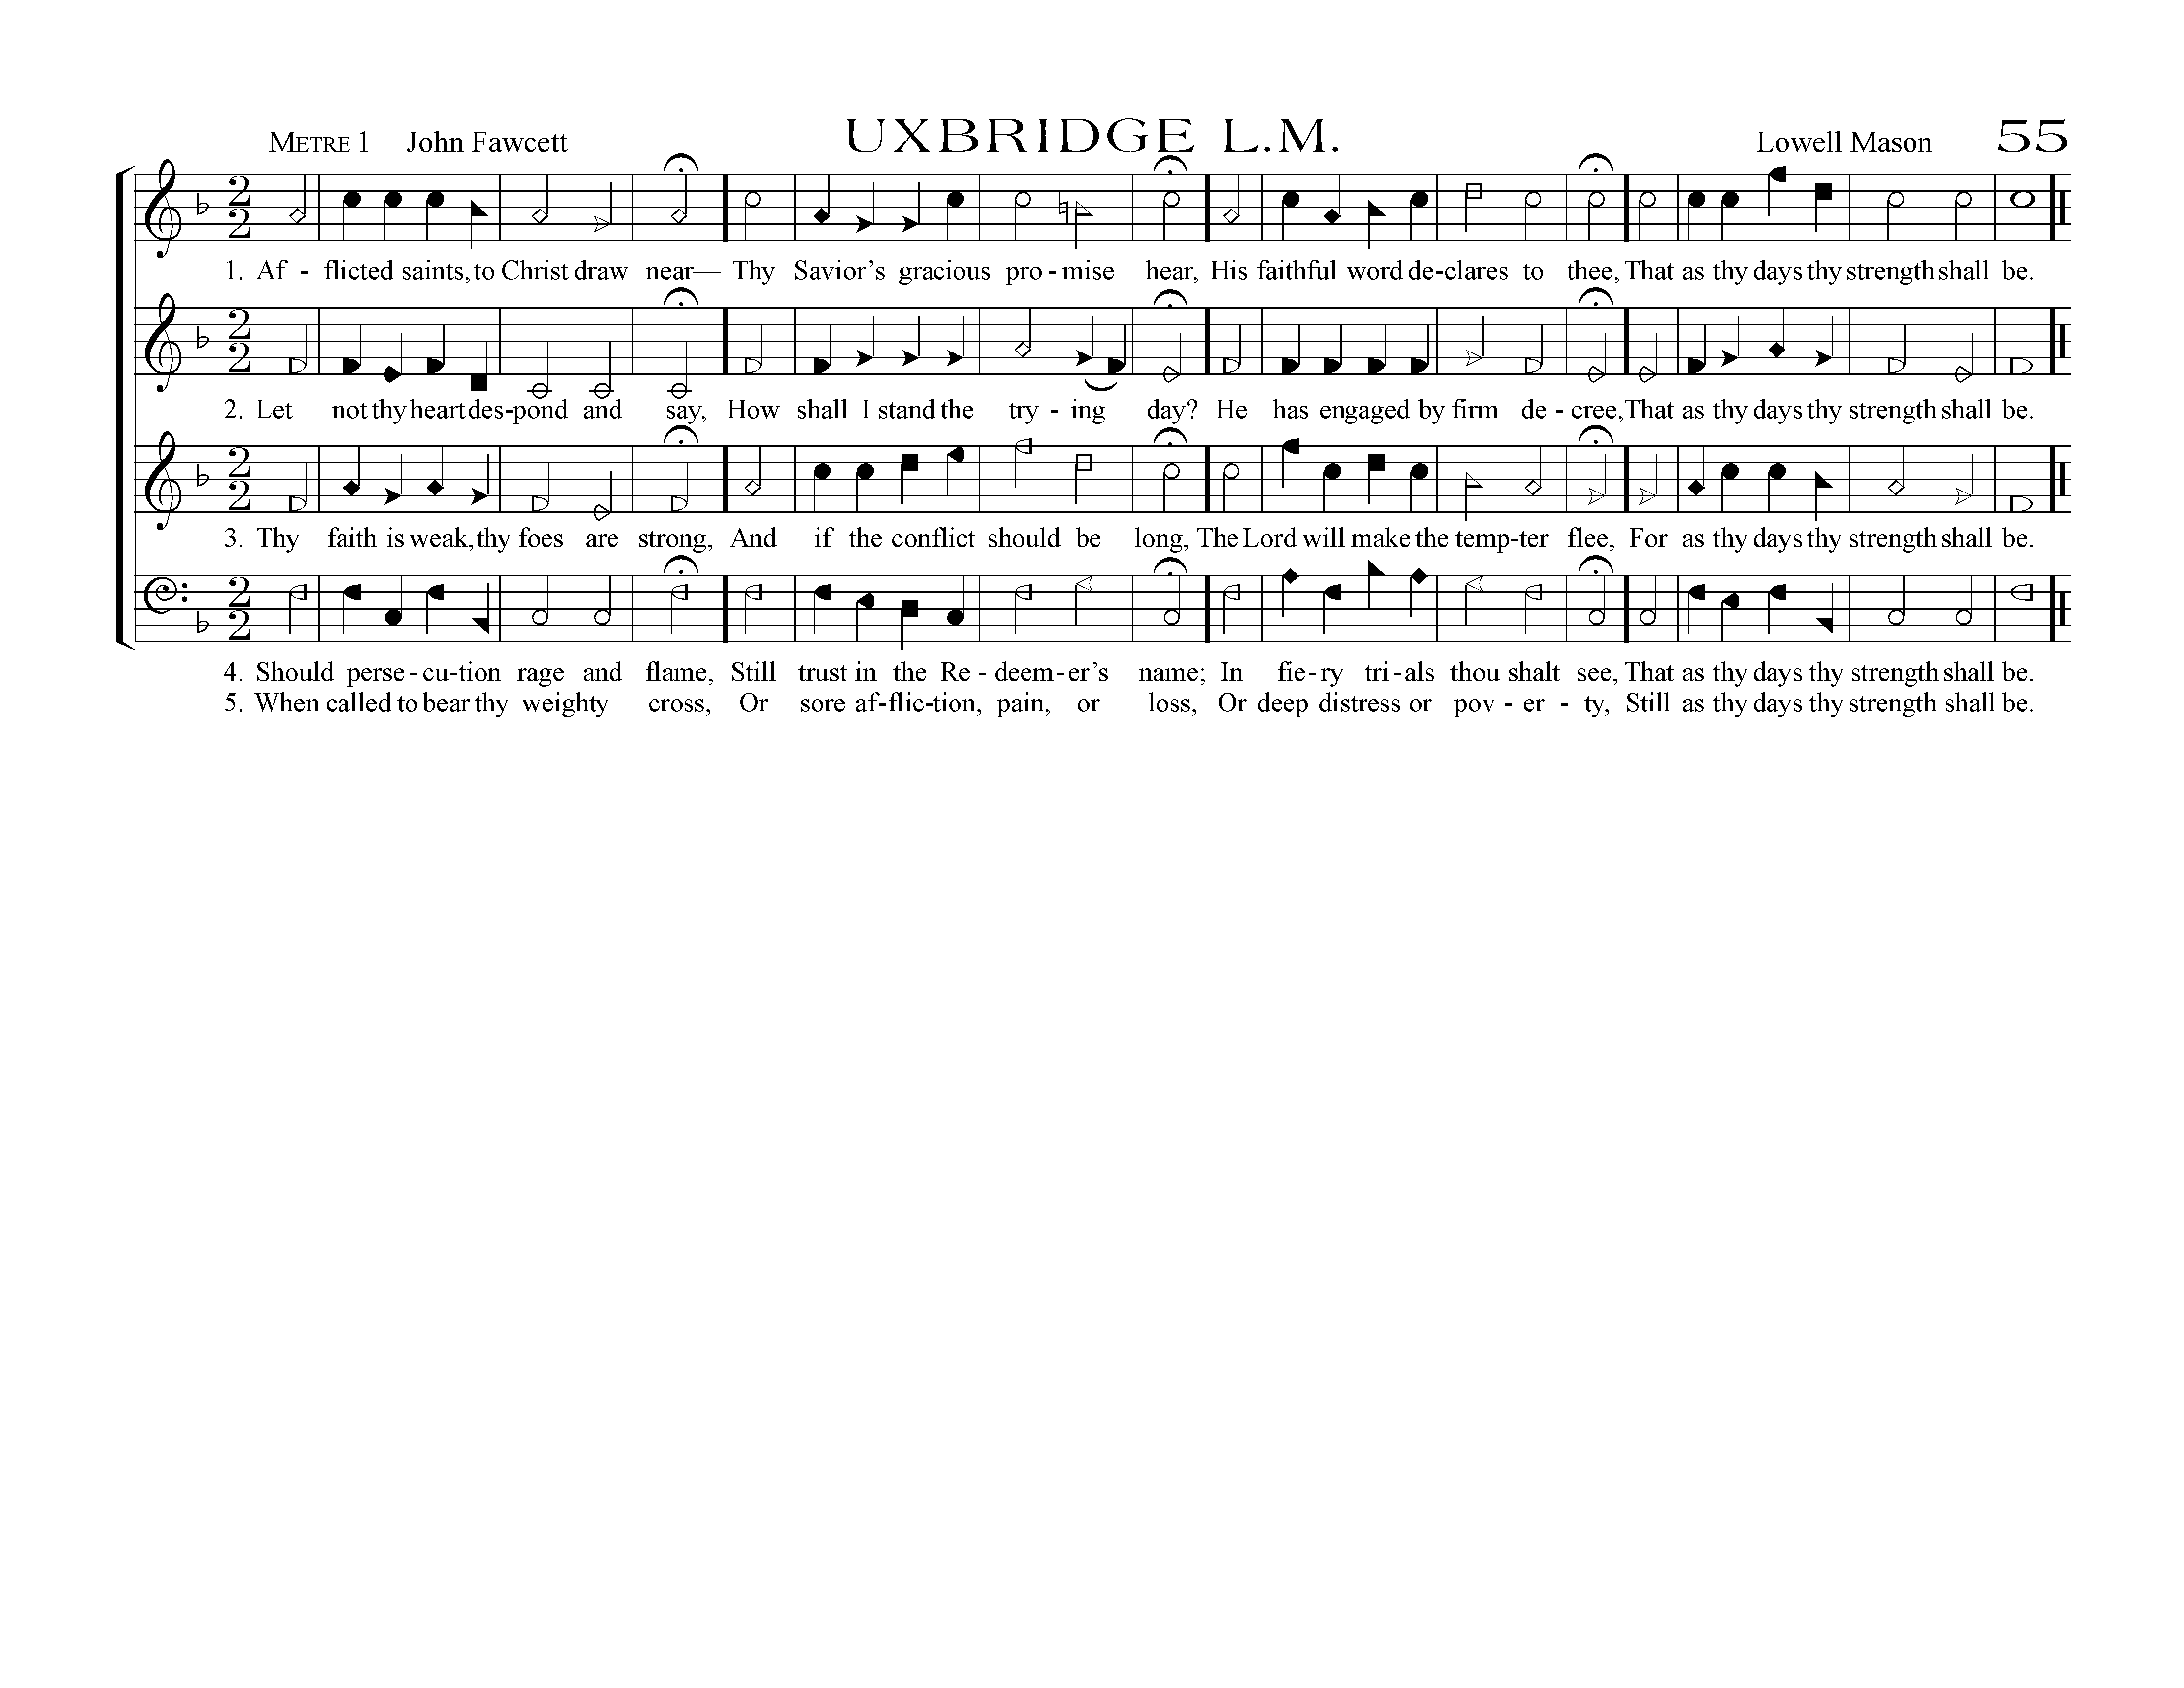 METRE 1 John Fawcett UXBRIDGE L.M. Lowell Mason 55
2
2
1. Af - flicted saints, to Christ draw near— Thy Savior's gracious pro - mise hear, His faithful word de-clares to thee, That as thy days thy strength shall be.
2
2
2. Let not thy heart des-pond and say, How shall I stand the try - ing day? He has engaged by firm de - cree, That as thy days thy strength shall be.
2
2
3. Thy faith is weak, thy foes are strong, And if the conflict should be long, The Lord will make the temp-ter flee, For as thy days thy strength shall be.
2
2
4. Should perse - cu-tion rage and flame, Still trust in the Re - deem-er's name; In fie-ry tri-als thou shalt see, That as thy days thy strength shall be.
5. When called to bear thy weighty cross, Or sore af-flic-tion, pain, or loss, Or deep distress or pov - er - ty, Still as thy days thy strength shall be.